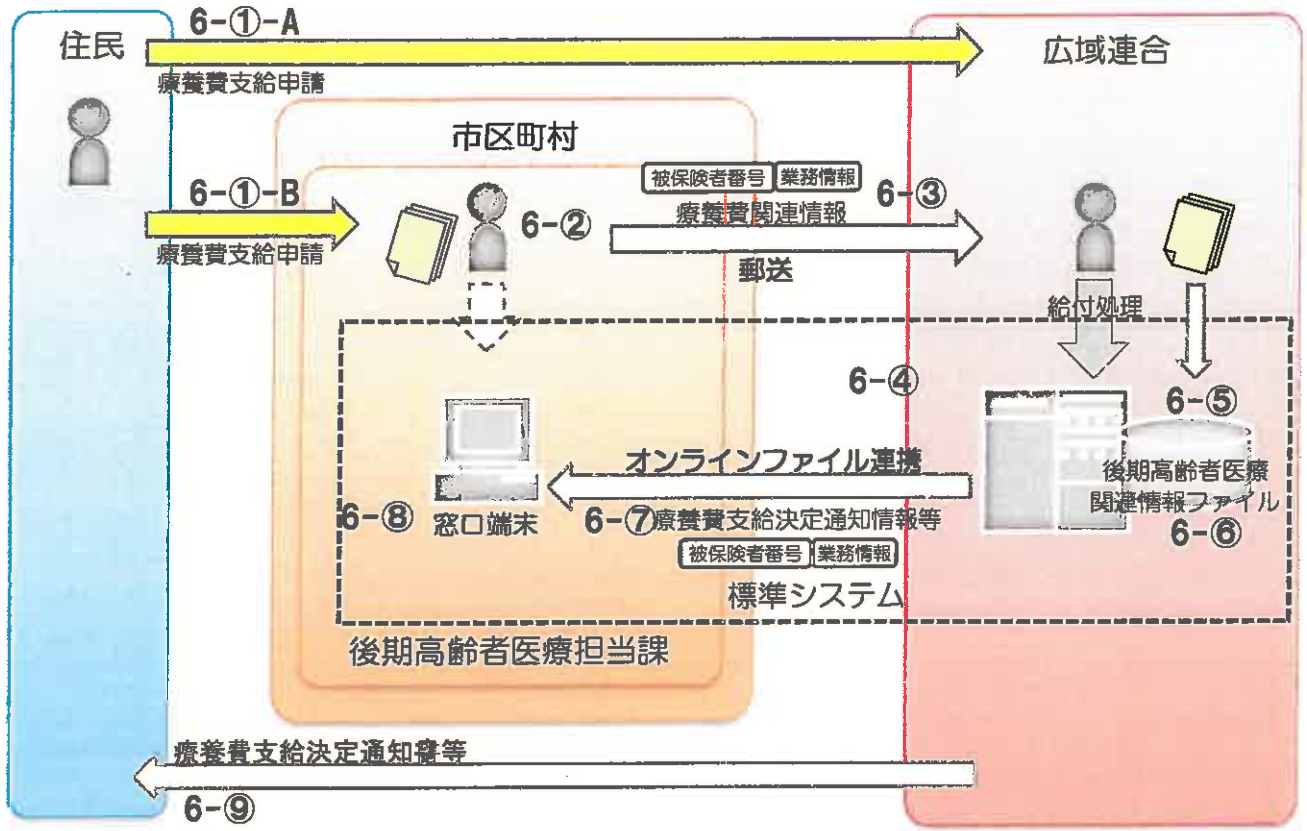 6-①-A
住民
広域連合
療養費支給申請
市区町村
6-①-B
被保険者番号 業務情報
6-③
療養費関連情報
6-②
療養費支給申請
郵送
給付処理
6-④
6-⑤
オンラインファイル連携
後期高齢者医療
関連情報ファイル
6-⑧
窓口端末
6-⑦
療養費支給決定通知情報等
6-⑥
被保険者番号 業務情報
標準システム
後期高齢者医療担当課
療養費支給決定通知書等
6-⑨